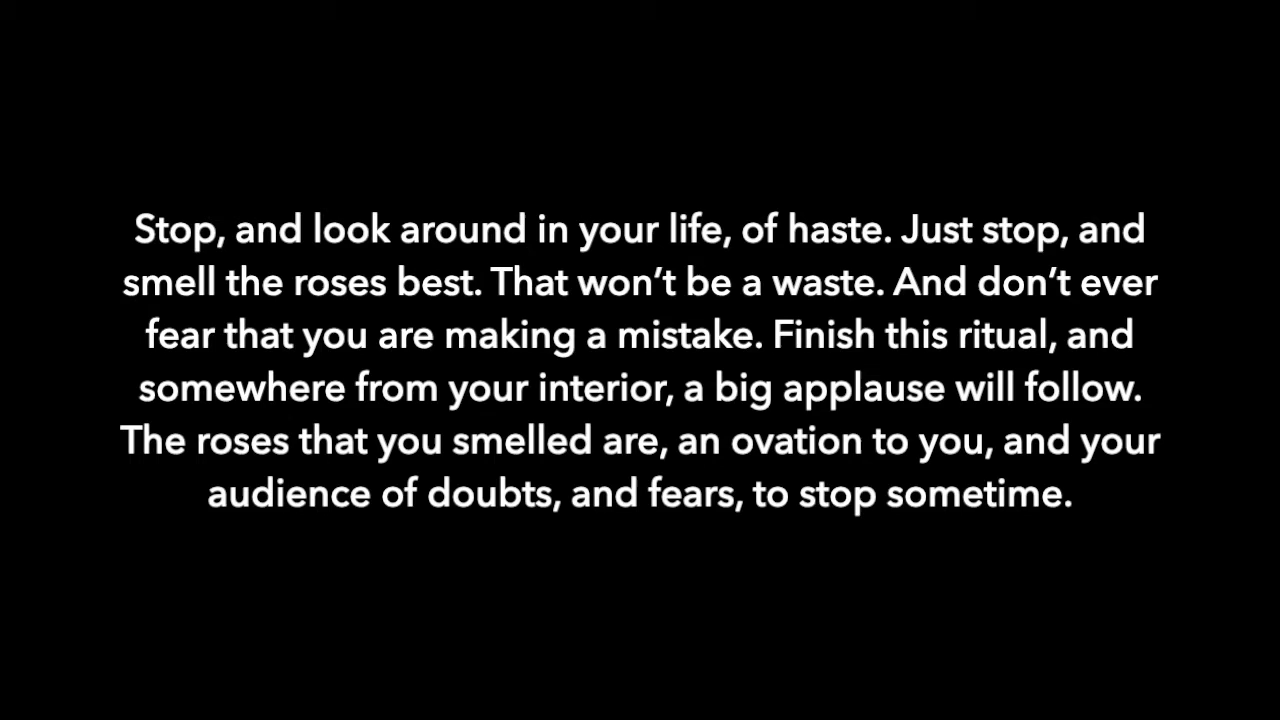 Stop, and look around in your life, of haste. Just stop, and
smell the roses best. That won’t be a waste. And don’t ever
fear that you are making a mistake. Finish this ritual, and
somewhere from your interior, a big applause will follow.
The roses that you smelled are, an ovation to you, and your
audience of doubts, and fears, to stop sometime.